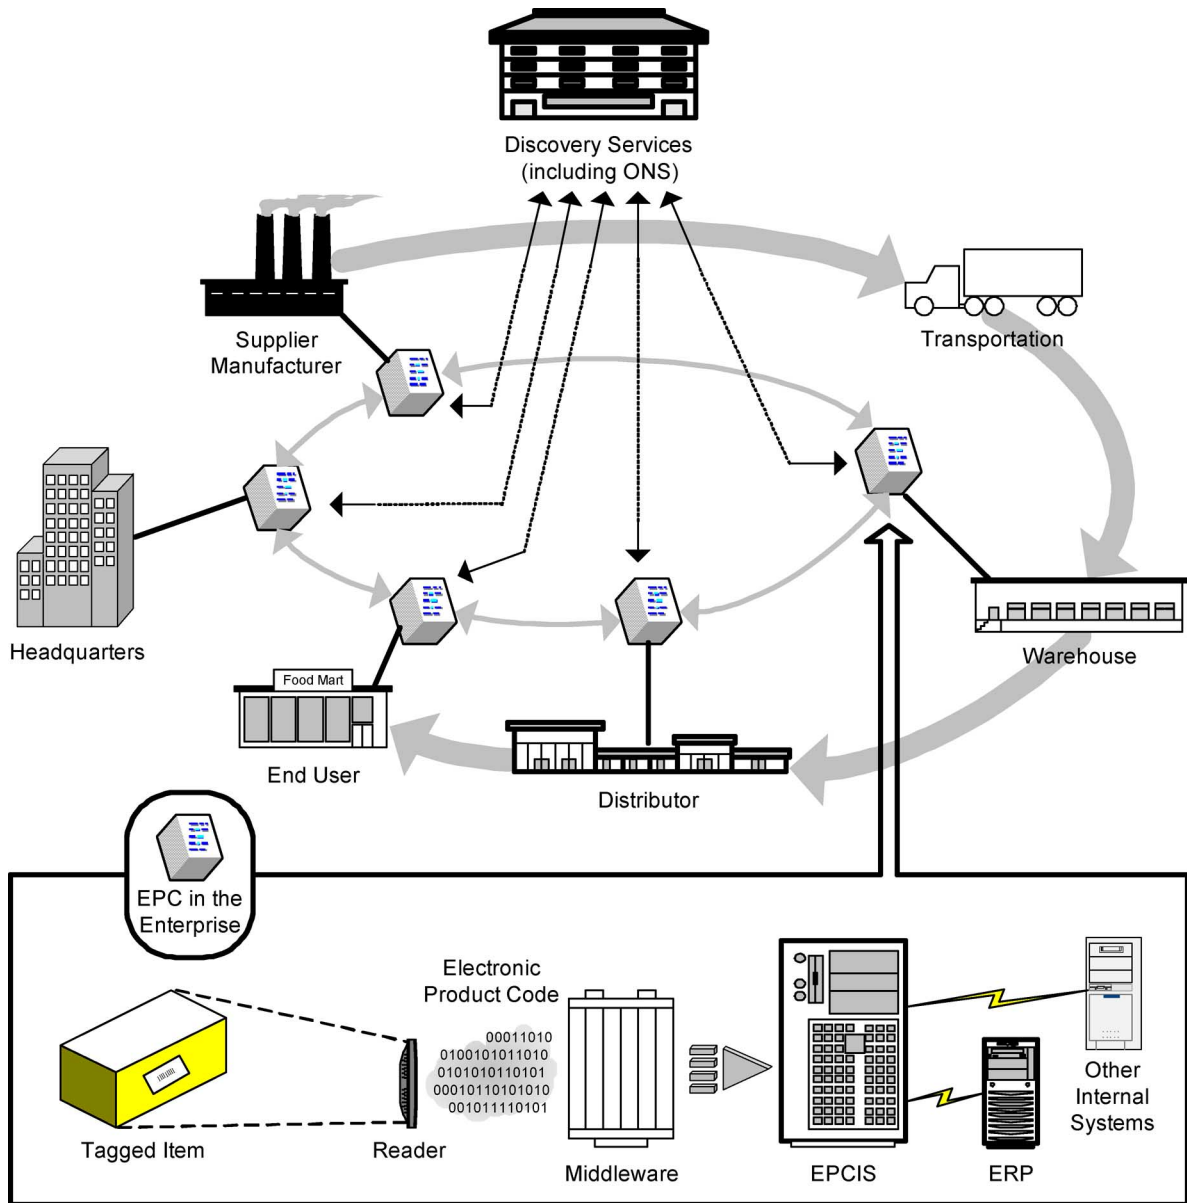 Discovery Services
(including ONS)
Supplier
Manufacturer
Transportation
Headquarters
Warehouse
Food Mart
End User
Distributor
EPC in the
Enterprise
Electronic
Product Code
00011010
0100101011010
0101010110101
00010110101010
001011110101
Tagged Item
Reader
Middleware
EPCIS
ERP
Other
Internal
Systems